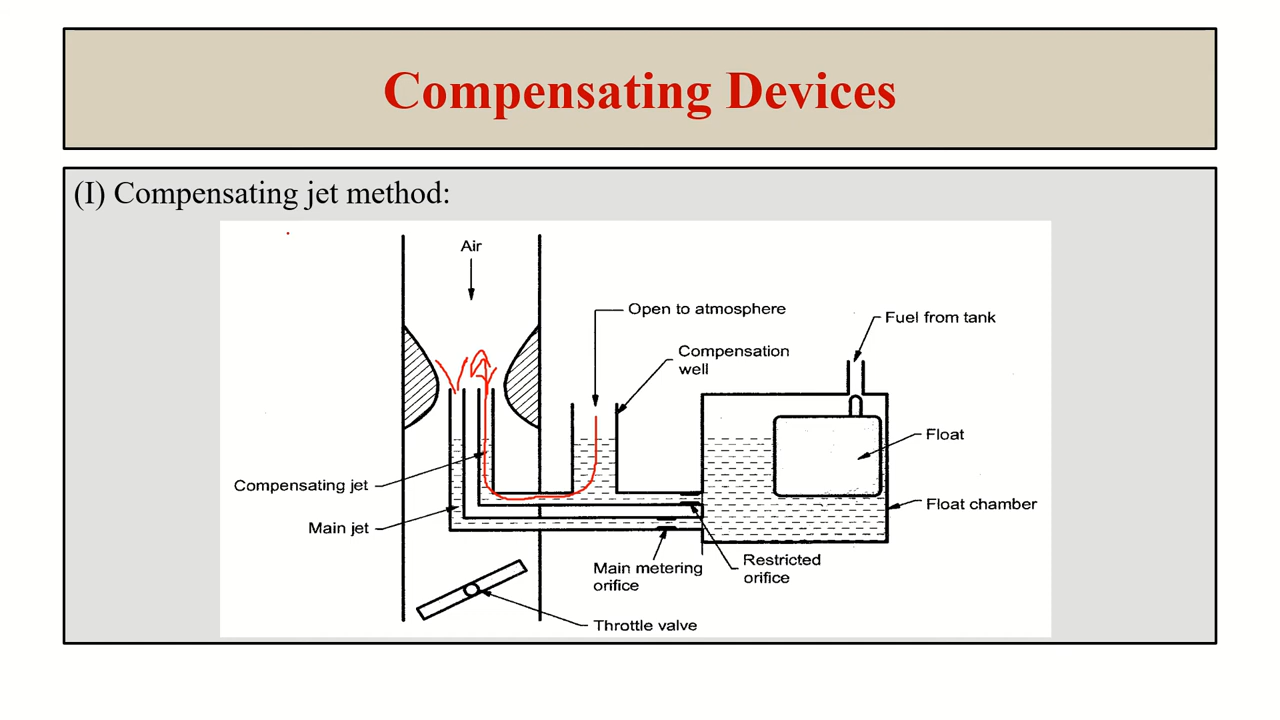 Compensating Devices
(I) Compensating jet method:
Air
Open to atmosphere
Fuel from tank
Compensation
well
Float
Compensating jet
Float chamber
Main jet
Main metering
orifice
Restricted
orifice
Throttle valve